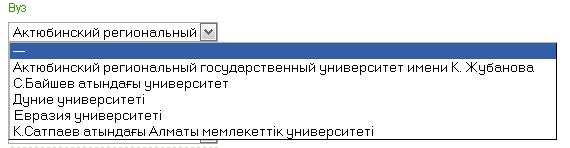 Вуз
Актюбинский региональный
—
Актюбинский региональный государственный университет имени К. Жубанова
С.Байшев атындағы университет
Дуние университеті
Евразия университеті
К.Сатпаев атындағы Алматы мемлекеттік университеті